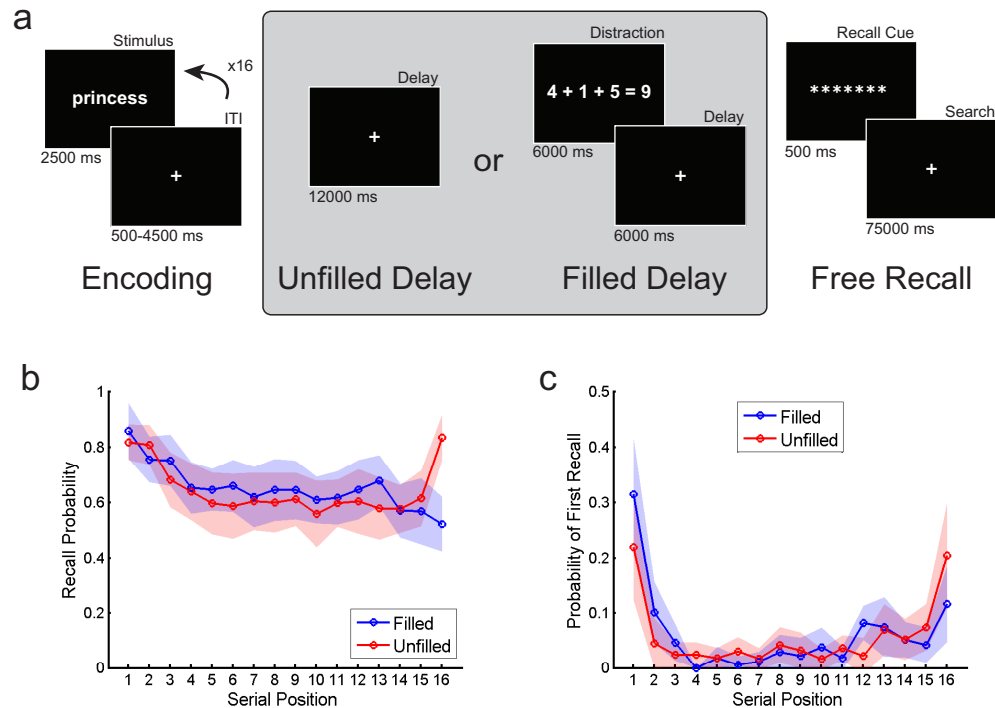 a
Stimulus
princess
2500 ms
x16
ITI
+
500-4500 ms
Encoding
Delay
+
12000 ms
Unfilled Delay
or
Distraction
4 + 1 + 5 = 9
6000 ms
Delay
+
6000 ms
Filled Delay
Recall Cue
*******
500 ms
Search
+
75000 ms
Free Recall
b
Recall Probability
1
0.8
0.6
0.4
0.2
0
1 2 3 4 5 6 7 8 9 10 11 12 13 14 15 16
Serial Position
Filled
Unfilled
c
Probability of First Recall
0.5
0.4
0.3
0.2
0.1
0
1 2 3 4 5 6 7 8 9 10 11 12 13 14 15 16
Serial Position
Filled
Unfilled